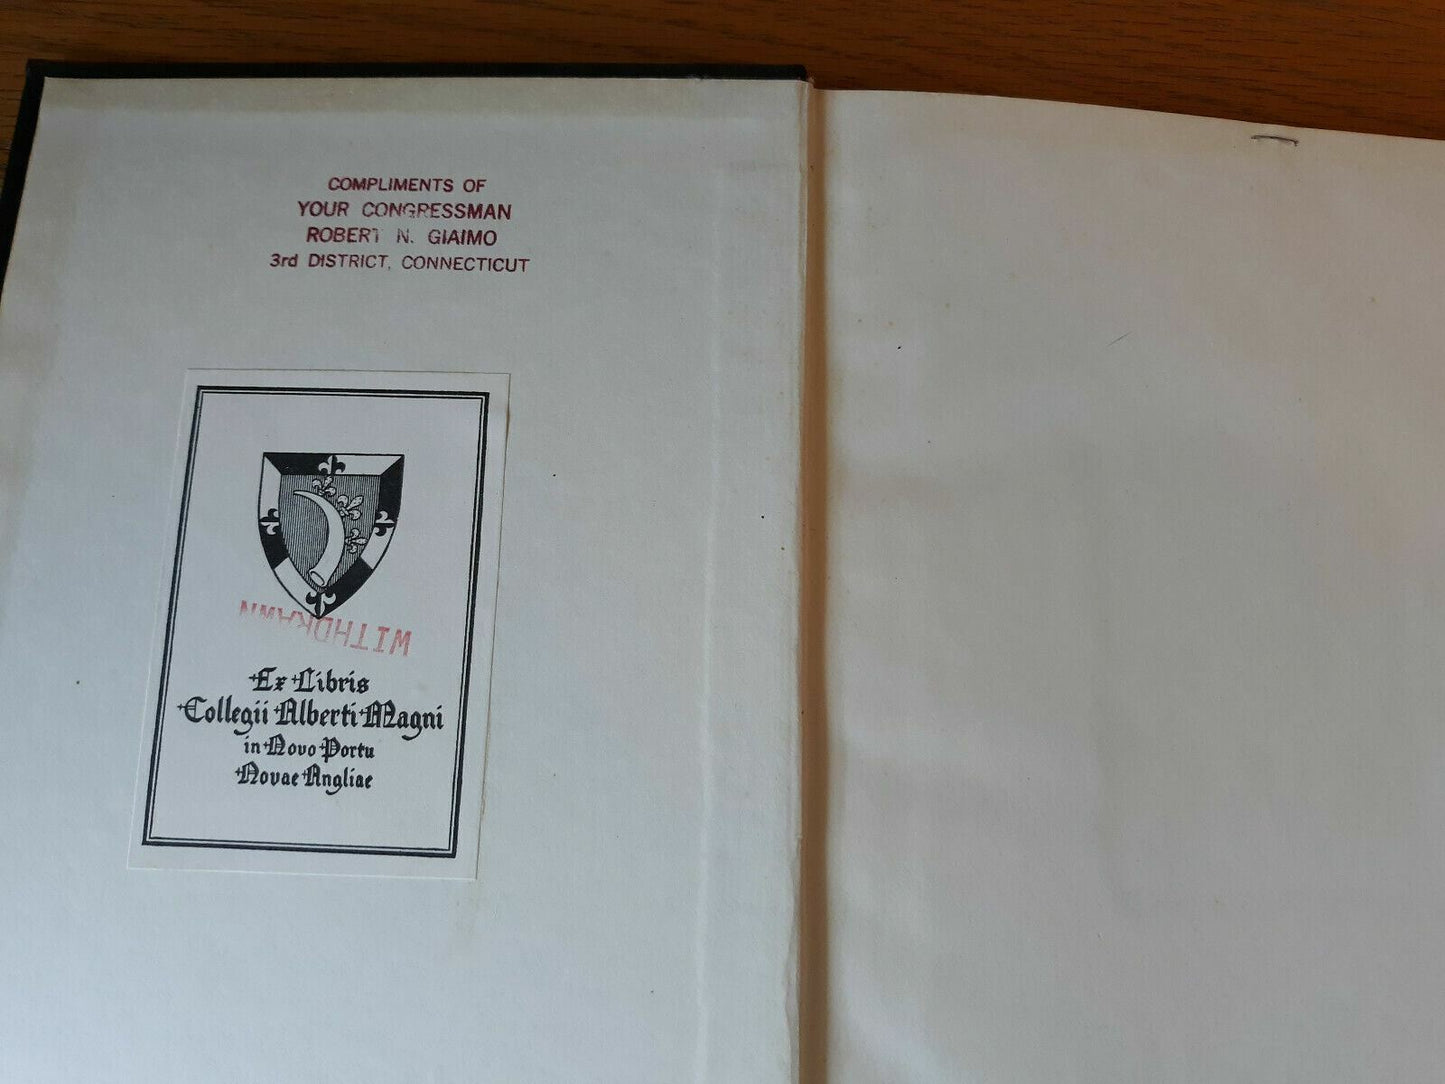 COMPLIMENTS OF
YOUR CONGRESSMAN
ROBERT N. GIAIMO
3rd DISTRICT, CONNECTICUT
WITHDRAWN
Ex Libris
Collegii Alberti Magni
in Novo Portu
Novae Angliae